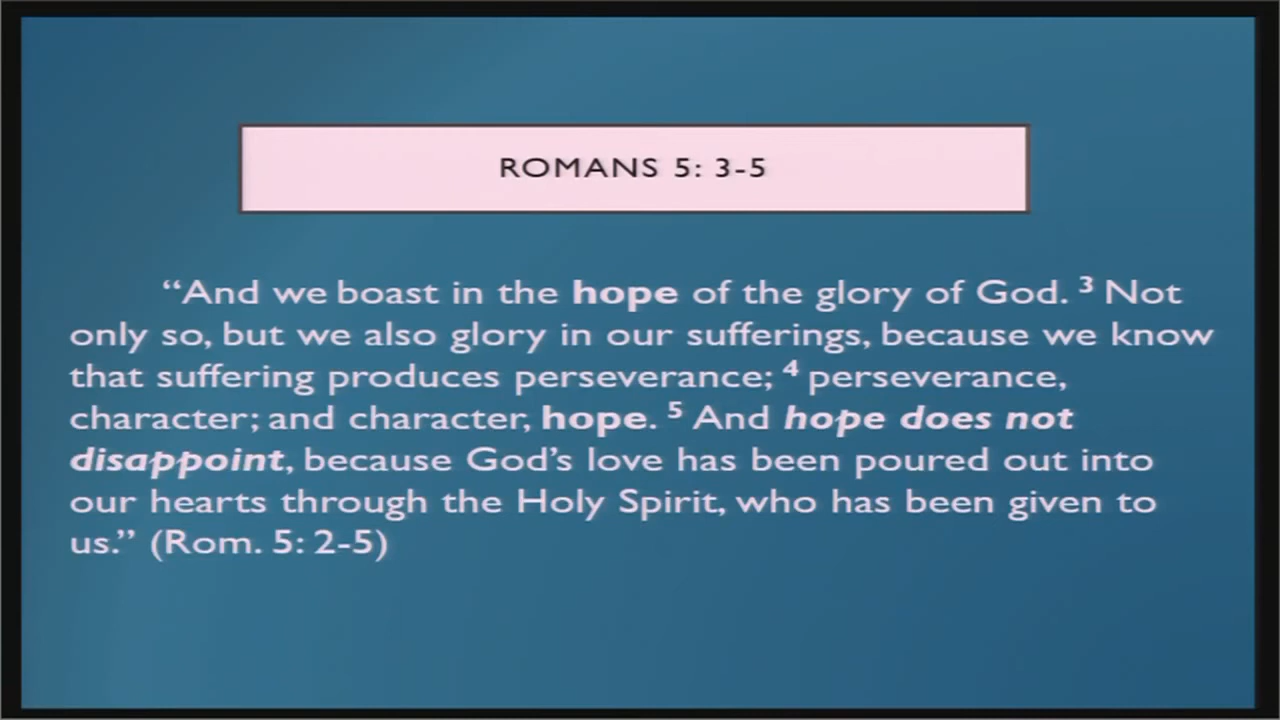 ROMANS 5: 3-5
“And we boast in the hope of the glory of God. ³ Not
only so, but we also glory in our sufferings, because we know
that suffering produces perseverance; ⁴ perseverance,
character; and character, hope. ⁵ And hope does not
disappoint, because God’s love has been poured out into
our hearts through the Holy Spirit, who has been given to
us.” (Rom. 5: 2-5)